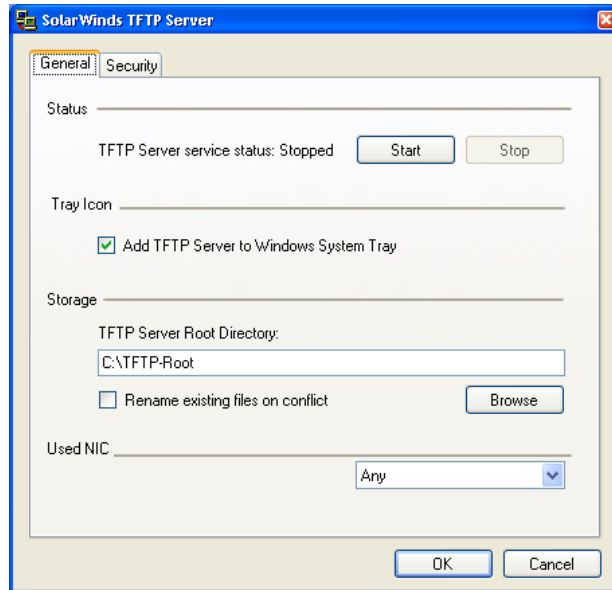 SolarWinds TFTP Server
General Security
Status
TFTP Server service status: Stopped Start Stop
Tray Icon
Add TFTP Server to Windows System Tray
Storage
TFTP Server Root Directory:
C:\TFTP-Root
Rename existing files on conflict Browse
Used NIC
Any
OK Cancel